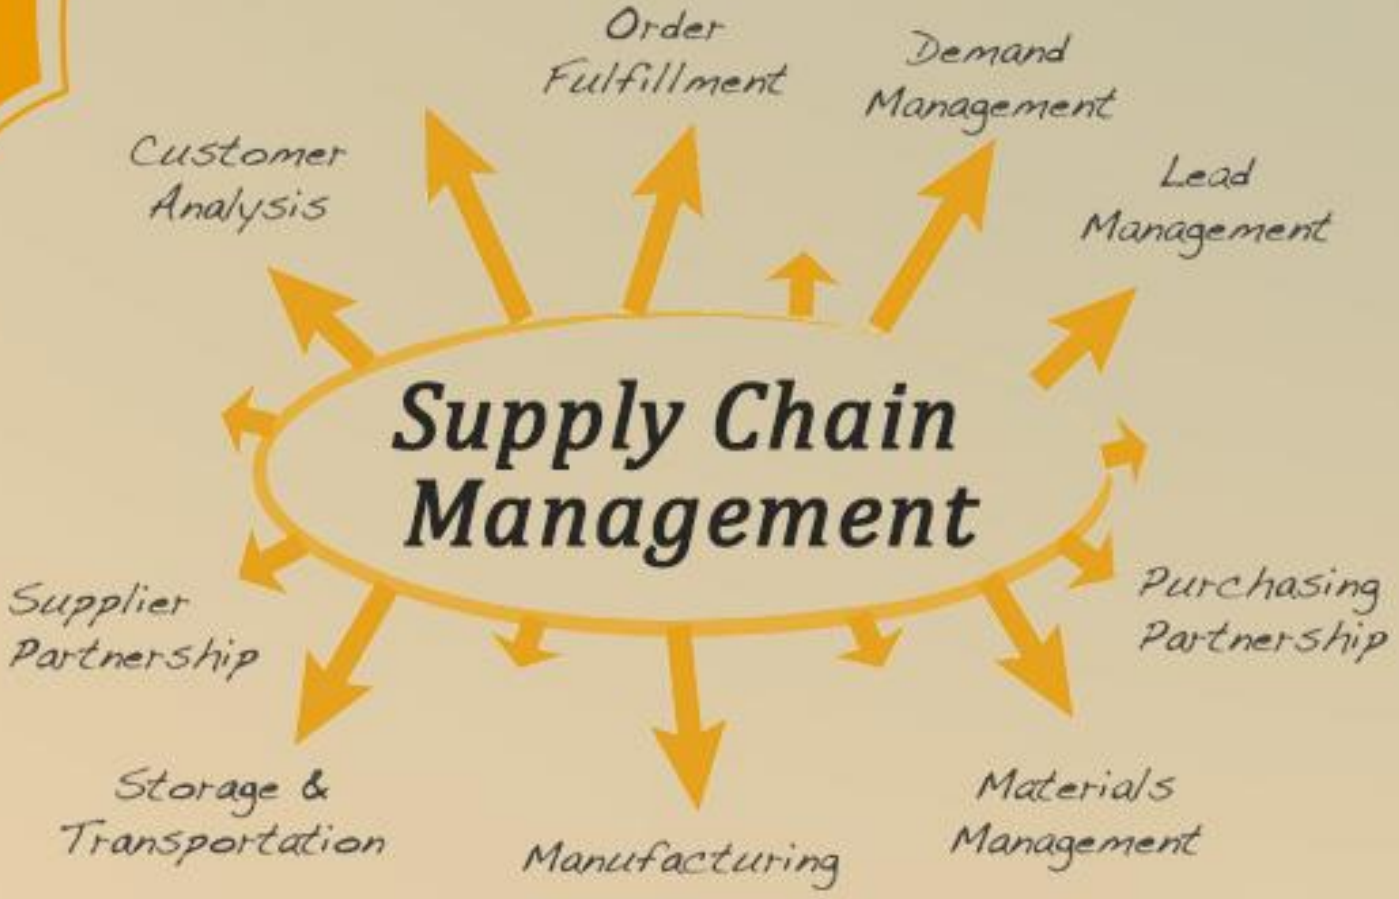 Order
Fulfillment
Demand
Management
Customer
Analysis
Lead
Management
Supply Chain
Management
Supplier
Partnership
Purchasing
Partnership
Storage &
Transportation
Manufacturing
Materials
Management